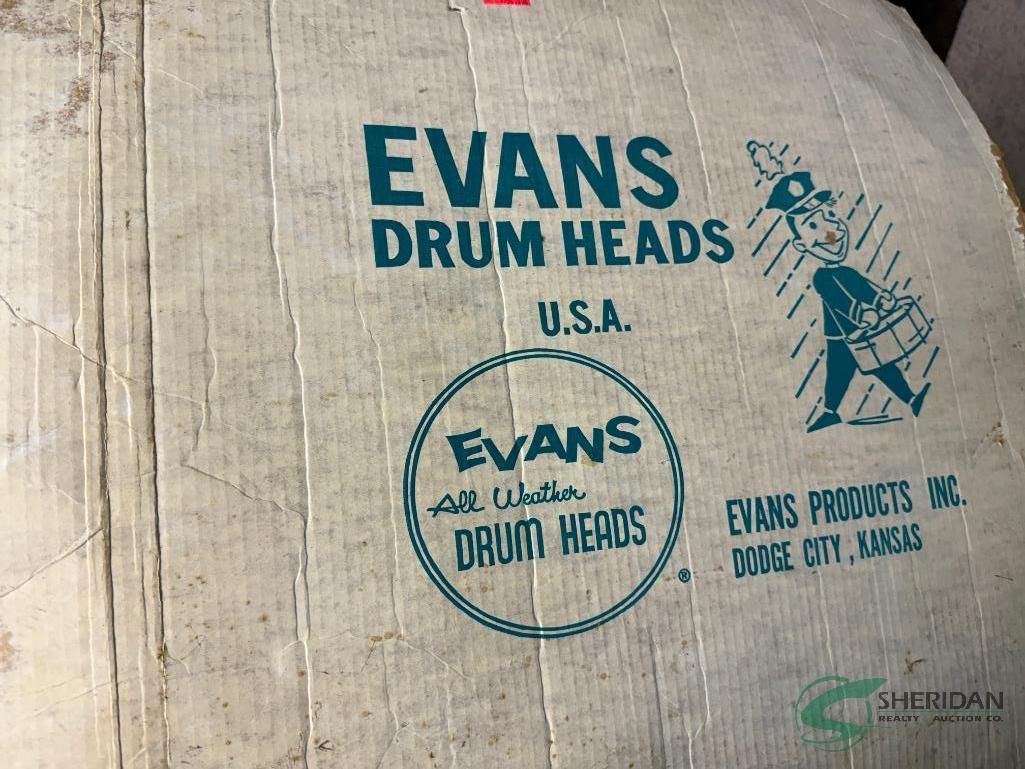 EVANS
DRUM HEADS
U.S.A.
EVANS
All Weather
DRUM HEADS
®
EVANS PRODUCTS INC.
DODGE CITY, KANSAS
SHERIDAN
REALTY & AUCTION CO.